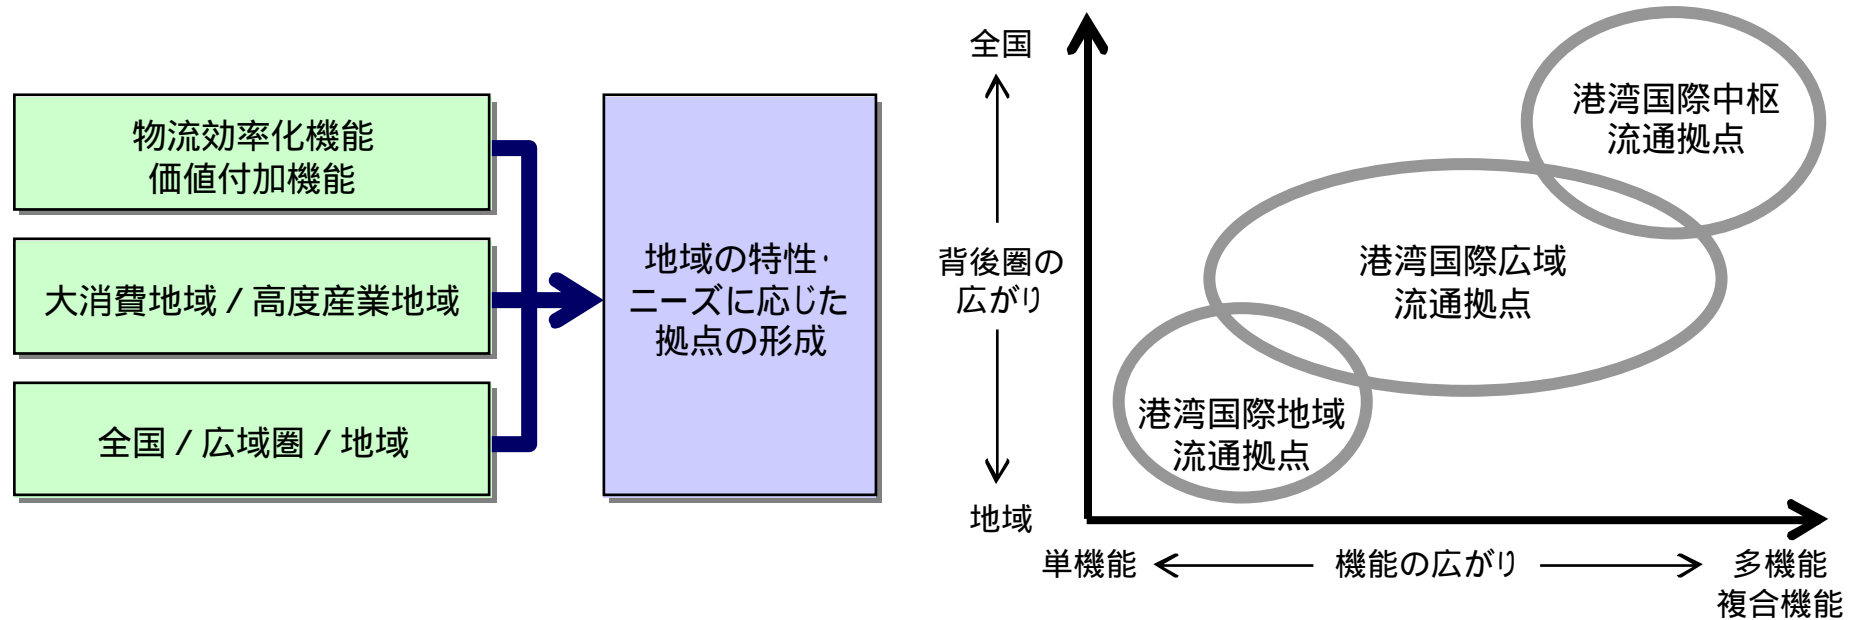 物流効率化機能
価値付加機能
大消費地域 / 高度産業地域
全国 / 広域圏 / 地域
地域の特性・
ニーズに応じた
拠点の形成
全国
背後圏の
広がり
地域
港湾国際中枢
流通拠点
港湾国際広域
流通拠点
港湾国際地域
流通拠点
単機能
機能の広がり
多機能
複合機能